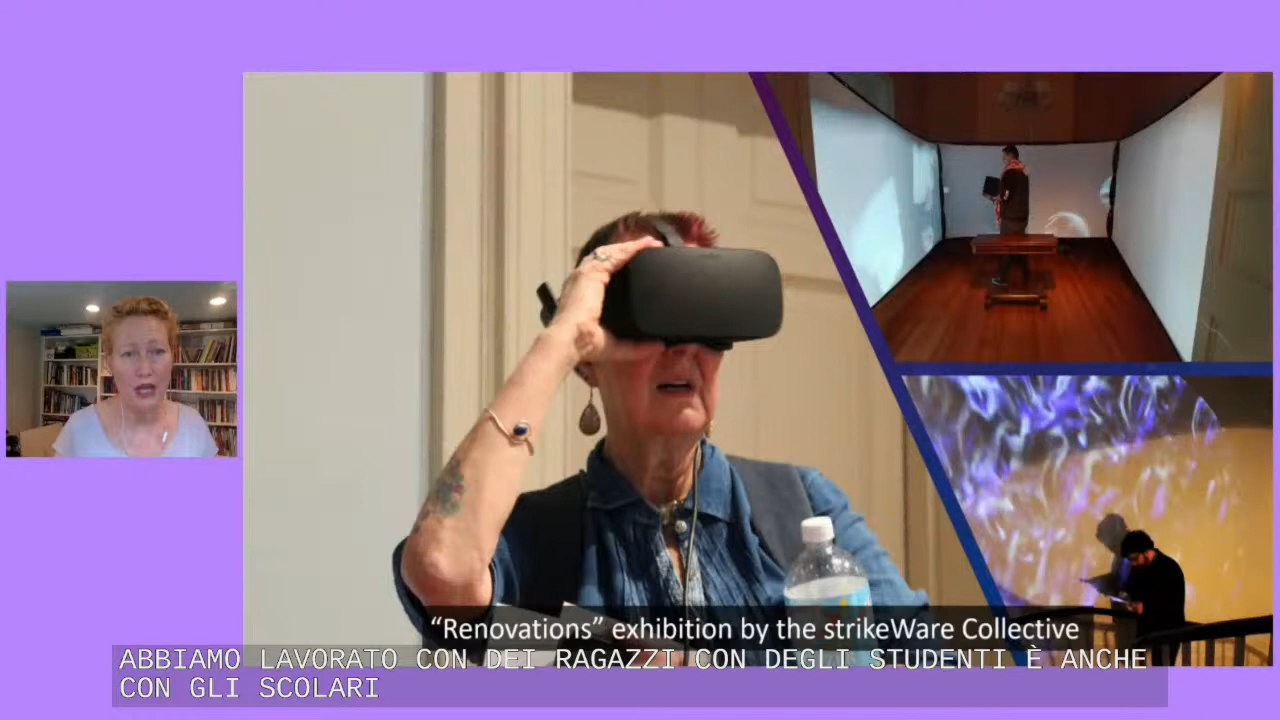 “Renovations” exhibition by the strikeWare Collective
ABBIAMO LAVORATO CON DEI RAGAZZI CON DEGLI STUDENTI È ANCHE
CON GLI SCOLARI